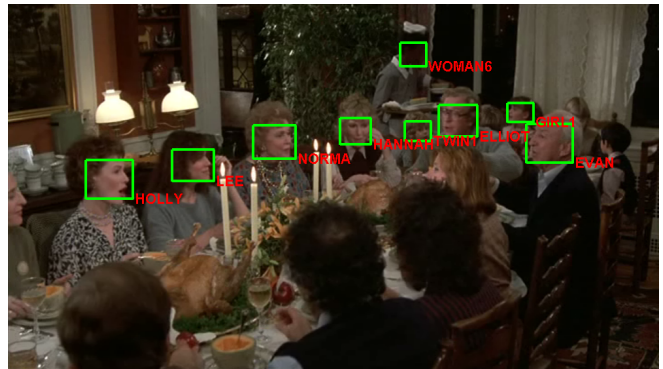 WOMAN6
HANNAH
TWIN1
ELLIOT
GIRL1
NORMA
EVAN
LEE
HOLLY